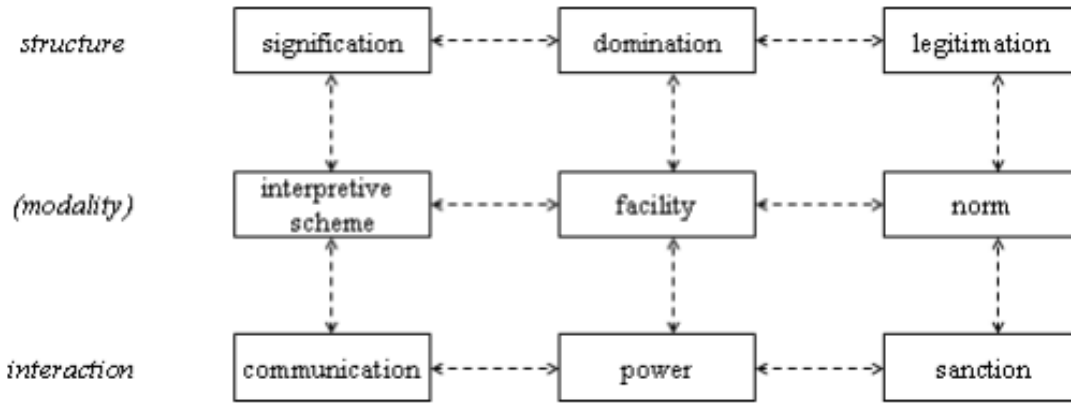 structure signification domination legitimation
(modality) interpretive scheme facility norm
interaction communication power sanction